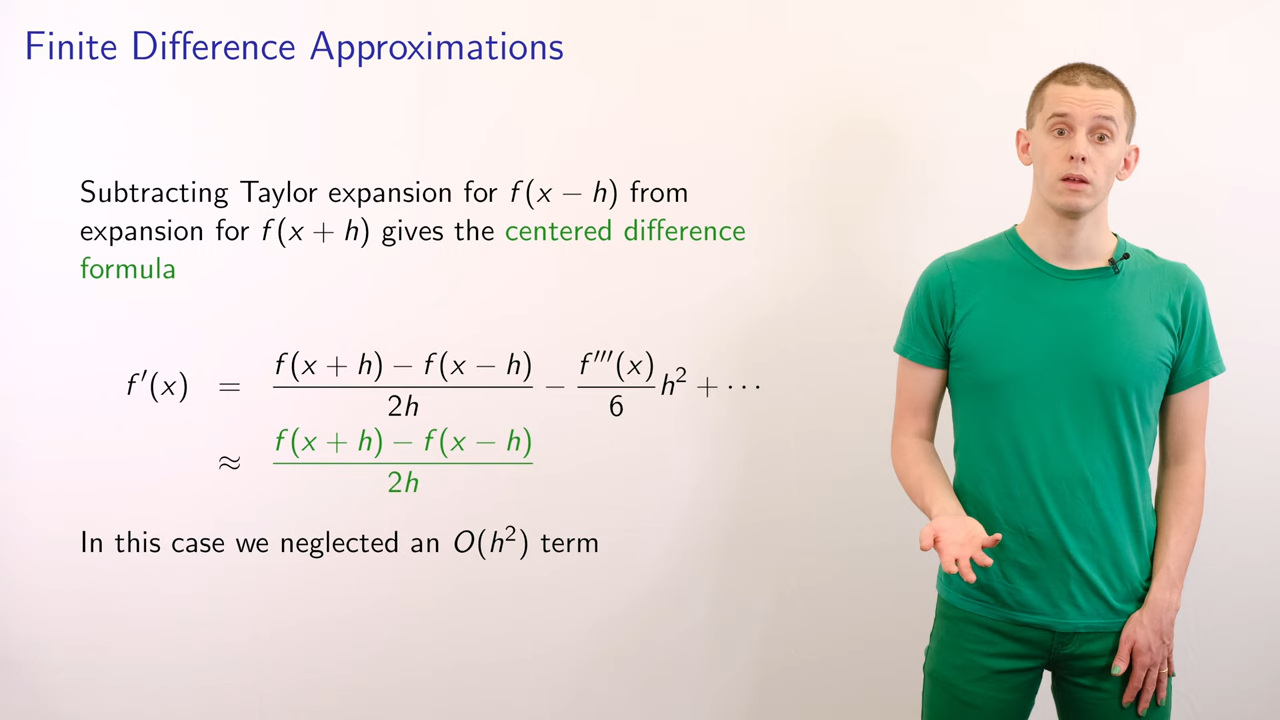 Finite Difference Approximations
Subtracting Taylor expansion for f(x − h) from
expansion for f(x + h) gives the centered difference
formula
f′(x) = f(x + h) − f(x − h) / 2h − f‴(x) / 6 h² + ⋯
≈ f(x + h) − f(x − h) / 2h
In this case we neglected an O(h²) term